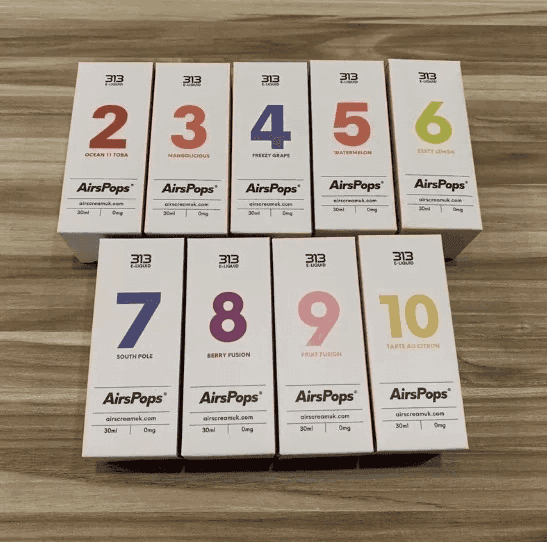 313
E-LIQUID
2
OCEAN 11 TOBA
AirsPops®
airscreamuk.com
30ml 0mg
313
E-LIQUID
3
MANGOLICIOUS
AirsPops®
airscreamuk.com
30ml 0mg
313
E-LIQUID
4
FREEZY GRAPE
AirsPops®
airscreamuk.com
30ml 0mg
313
E-LIQUID
5
WATERMELON
AirsPops®
airscreamuk.com
30ml 0mg
313
E-LIQUID
6
ZESTY LEMON
AirsPops®
airscreamuk.com
30ml 0mg
313
E-LIQUID
7
SOUTH POLE
AirsPops®
airscreamuk.com
30ml 0mg
313
E-LIQUID
8
BERRY FUSION
AirsPops®
airscreamuk.com
30ml 0mg
313
E-LIQUID
9
FRUIT FUSION
AirsPops®
airscreamuk.com
30ml 0mg
313
E-LIQUID
10
TARTE AU CITRON
AirsPops®
airscreamuk.com
30ml 0mg